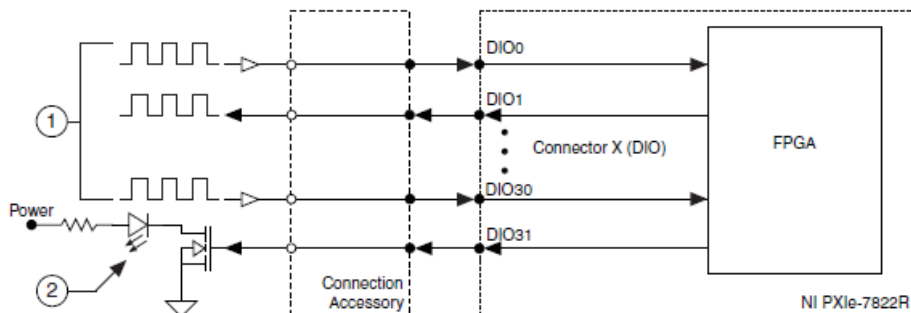 DIO0
1
DIO1
Connector X (DIO)
FPGA
DIO30
Power
DIO31
2
Connection
Accessory
NI PXIe-7822R